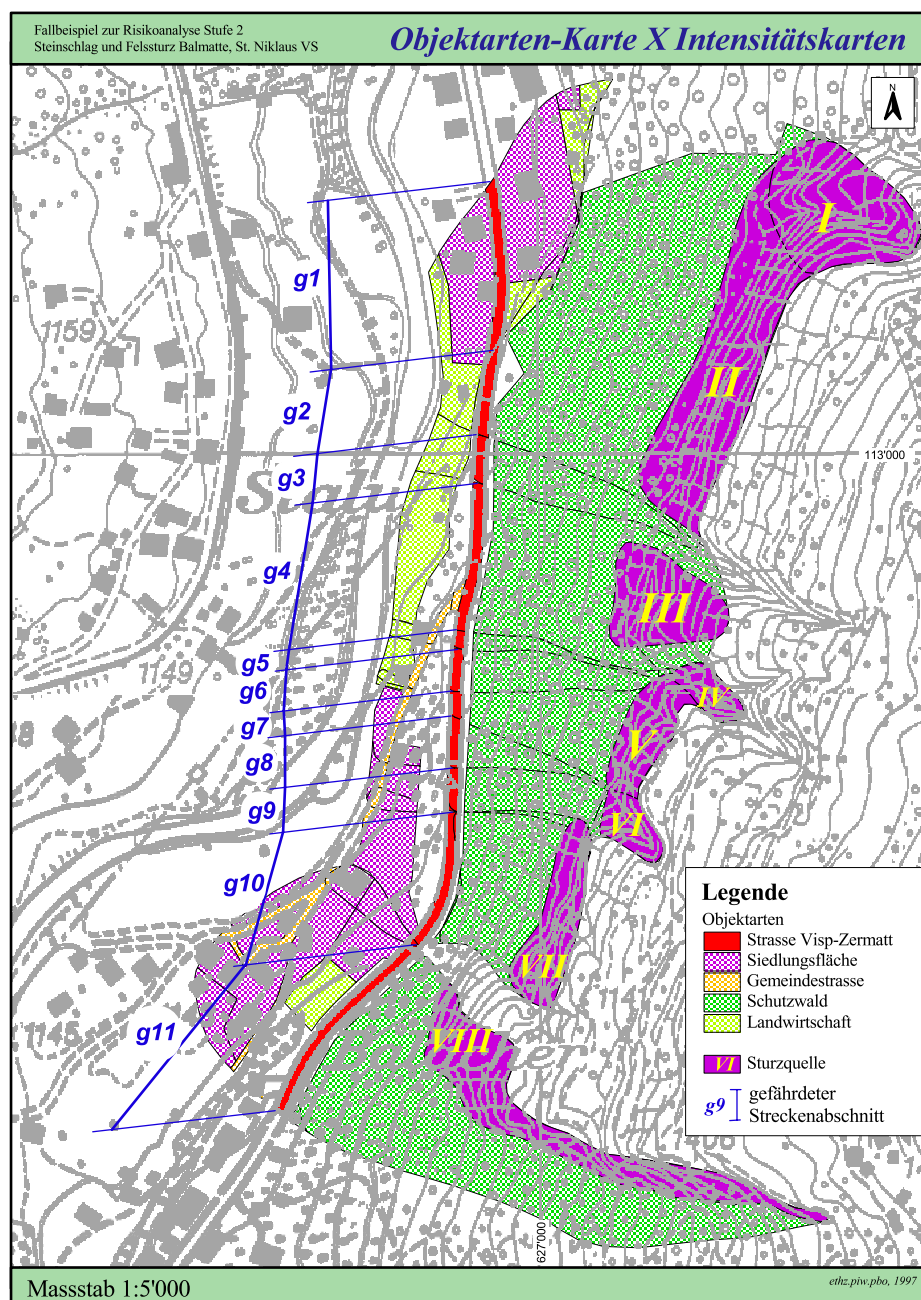 Fallbeispiel zur Risikoanalyse Stufe 2
Steinschlag und Felssturz Balmatte, St. Niklaus VS
Objektarten-Karte X Intensitätskarten
N
I
g1
1159
II
g2
113'000
g3
g4
III
g5
1149
g6
IV
g7
V
g8
g9
VI
g10
VII
g11
1145
VIII
Legende
Objektarten
Strasse Visp-Zermatt
Siedlungsfläche
Gemeindestrasse
Schutzwald
Landwirtschaft
VI Sturzquelle
g9 gefährdeter
Streckenabschnitt
627'000
Massstab 1:5'000
ethz.piw.pbo, 1997